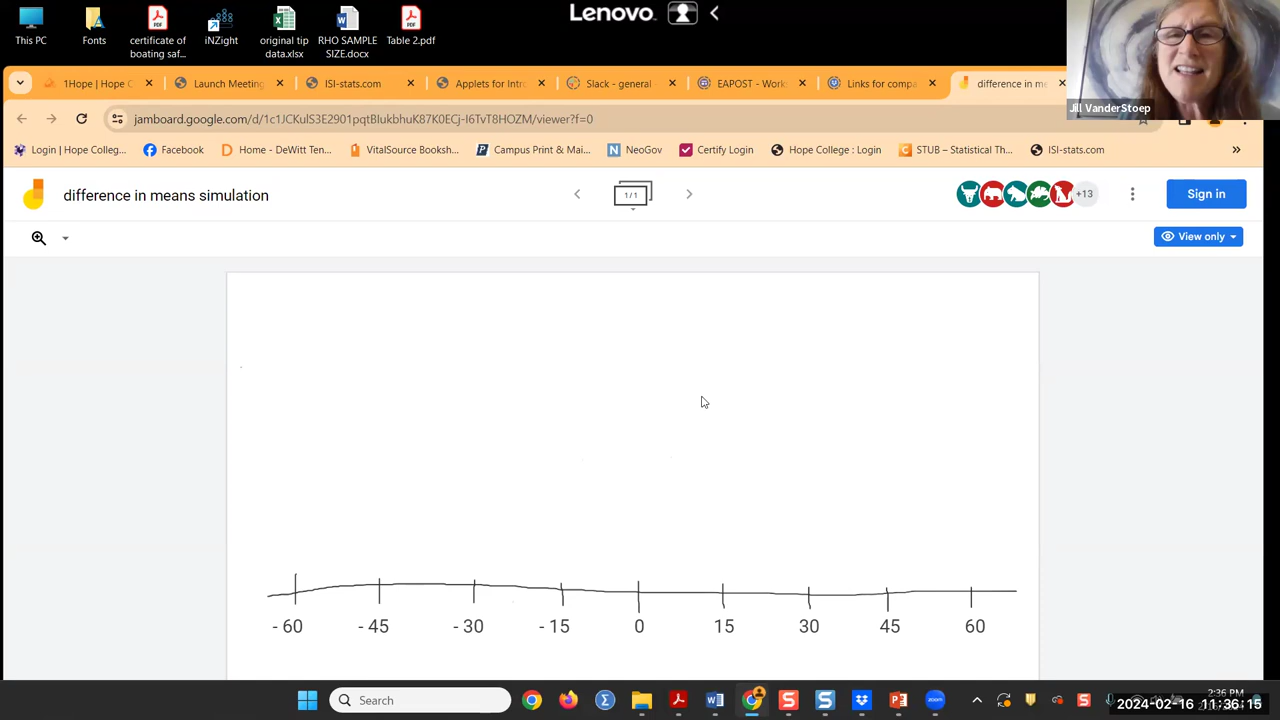 Lenovo
This PC
Fonts
certificate of
boating saf...
iNZight
original tip
data.xlsx
RHO SAMPLE
SIZE.docx
Table 2.pdf
Jill VanderStoep
1Hope | Hope C
Launch Meeting
ISI-stats.com
Applets for Intro
Slack - general
EAPOST - Work
Links for compa
difference in me
jamboard.google.com/d/1c1JCKulS3E2901pqtBlukbhuK8Y0YECj-I6TvT8HOZM/viewer?f=0
Login | Hope Colleg...
Facebook
Home - DeWitt Ten...
VitalSource Booksh...
Campus Print & Mai...
NeoGov
Certify Login
Hope College : Login
STUB – Statistical Th...
ISI-stats.com
difference in means simulation
1/1
+13
Sign in
View only
- 60
- 45
- 30
- 15
0
15
30
45
60
Search
2:36 PM
2024-02-16 11:36:15